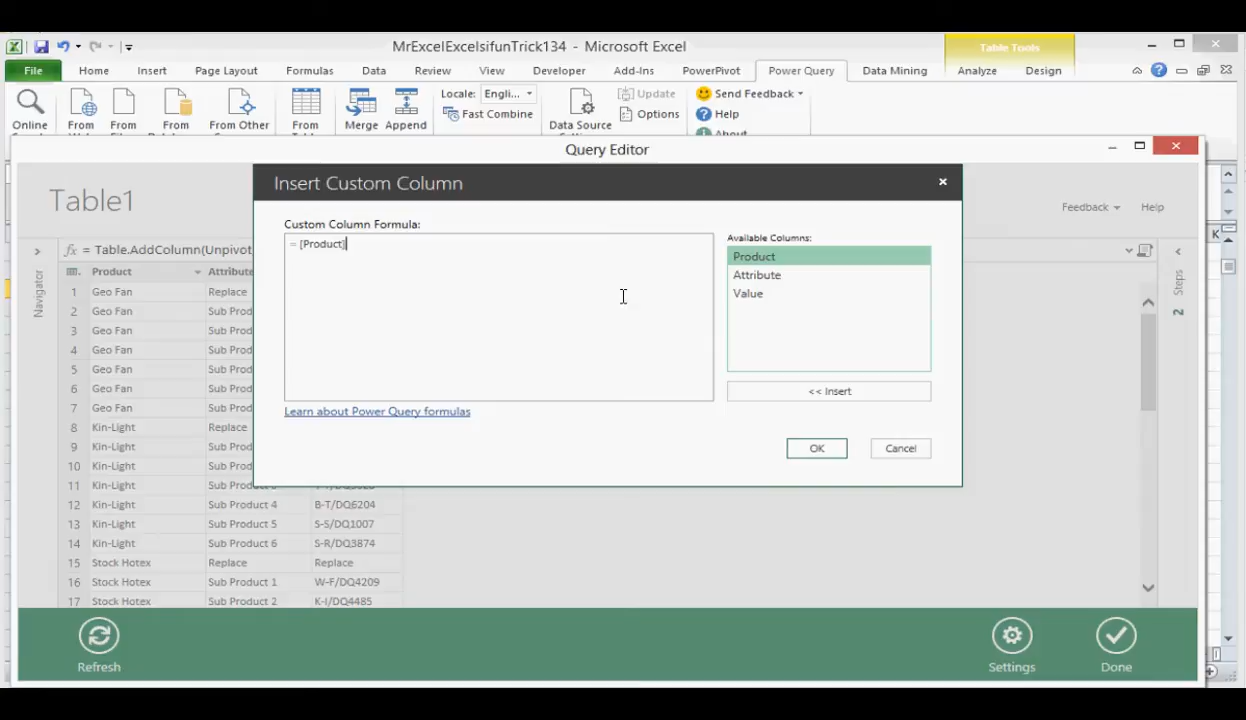 MrExcelExcelsifunTrick134 - Microsoft Excel
Table Tools
File Home Insert Page Layout Formulas Data Review View Developer Add-Ins PowerPivot Power Query Data Mining Analyze Design
Online From From From From Other From Merge Append Locale: Engli... Fast Combine Data Source Update Options Send Feedback Help About
Query Editor
Insert Custom Column
Table1
Feedback Help
Custom Column Formula:
= [Product]
Available Columns:
Product
Attribute
Value
<< Insert
Learn about Power Query formulas
OK Cancel
fx = Table.AddColumn(Unpivot
Navigator
Steps
2
K
Product Attribute
1 Geo Fan Replace
2 Geo Fan Sub Prod
3 Geo Fan Sub Prod
4 Geo Fan Sub Prod
5 Geo Fan Sub Prod
6 Geo Fan Sub Prod
7 Geo Fan Sub Prod
8 Kin-Light Replace
9 Kin-Light Sub Prod
10 Kin-Light Sub Prod
11 Kin-Light
12 Kin-Light Sub Product 4 B-T/DQ6204
13 Kin-Light Sub Product 5 S-S/DQ1007
14 Kin-Light Sub Product 6 S-R/DQ3874
15 Stock Hotex Replace Replace
16 Stock Hotex Sub Product 1 W-F/DQ4209
17 Stock Hotex Sub Product 2 K-I/DQ4485
Refresh Settings Done